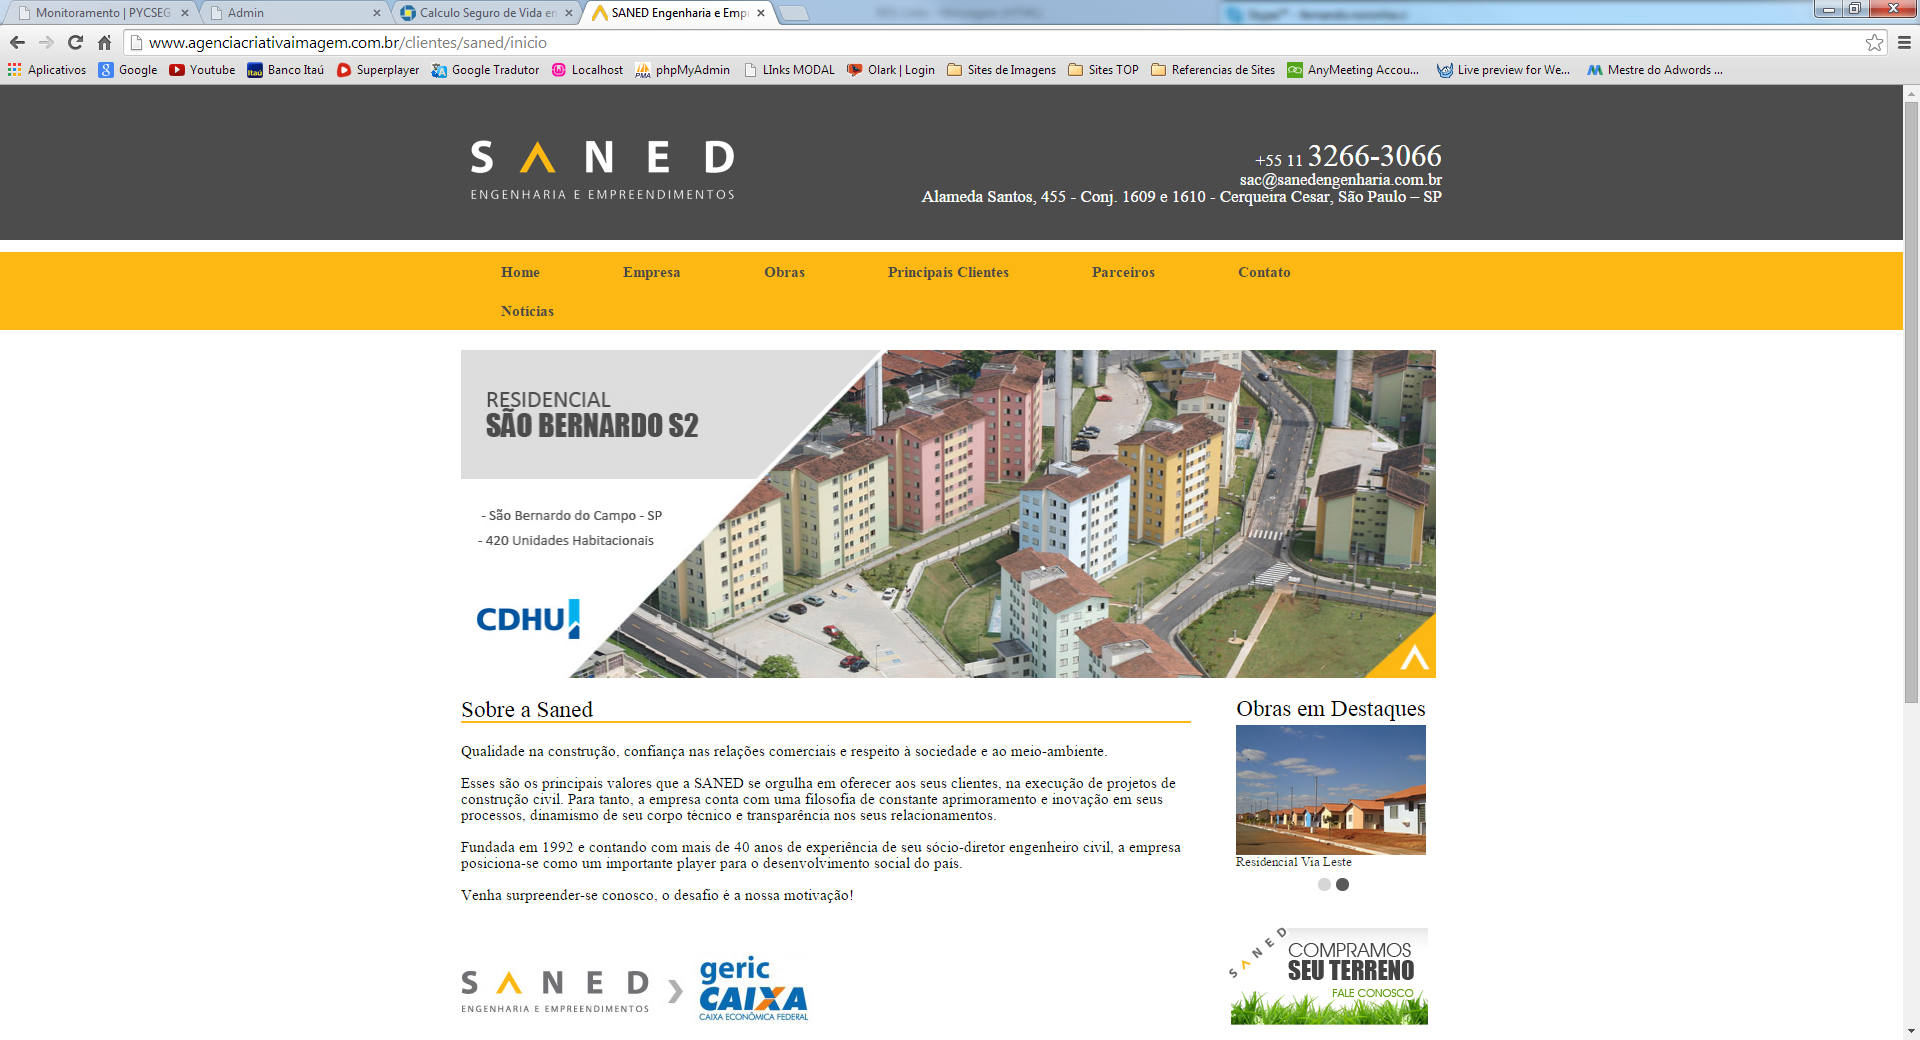 Monitoramento | PYCSEG
Admin
Calculo Seguro de Vida en
SANED Engenharia e Empr
www.agenciacriativaimagem.com.br/clientes/saned/inicio
Aplicativos
Google
Youtube
Banco Itaú
Superplayer
Google Tradutor
Localhost
phpMyAdmin
LInks MODAL
Olark | Login
Sites de Imagens
Sites TOP
Referencias de Sites
AnyMeeting Accou...
Live preview for We...
Mestre do Adwords ...
SANED
ENGENHARIA E EMPREENDIMENTOS
+55 11 3266-3066
sac@sanedengenharia.com.br
Alameda Santos, 455 - Conj. 1609 e 1610 - Cerqueira Cesar, São Paulo – SP
Home
Empresa
Obras
Principais Clientes
Parceiros
Contato
Notícias
RESIDENCIAL
SÃO BERNARDO S2
- São Bernardo do Campo - SP
- 420 Unidades Habitacionais
CDHU
Sobre a Saned
Qualidade na construção, confiança nas relações comerciais e respeito à sociedade e ao meio-ambiente.
Esses são os principais valores que a SANED se orgulha em oferecer aos seus clientes, na execução de projetos de
construção civil. Para tanto, a empresa conta com uma filosofia de constante aprimoramento e inovação em seus
processos, dinamismo de seu corpo técnico e transparência nos seus relacionamentos.
Fundada em 1992 e contando com mais de 40 anos de experiência de seu sócio-diretor engenheiro civil, a empresa
posiciona-se como um importante player para o desenvolvimento social do país.
Venha surpreender-se conosco, o desafio é a nossa motivação!
Obras em Destaques
Residencial Via Leste
SANED
COMPRAMOS
SEU TERRENO
FALE CONOSCO
SANED
ENGENHARIA E EMPREENDIMENTOS
geric
CAIXA
CAIXA ECONÔMICA FEDERAL